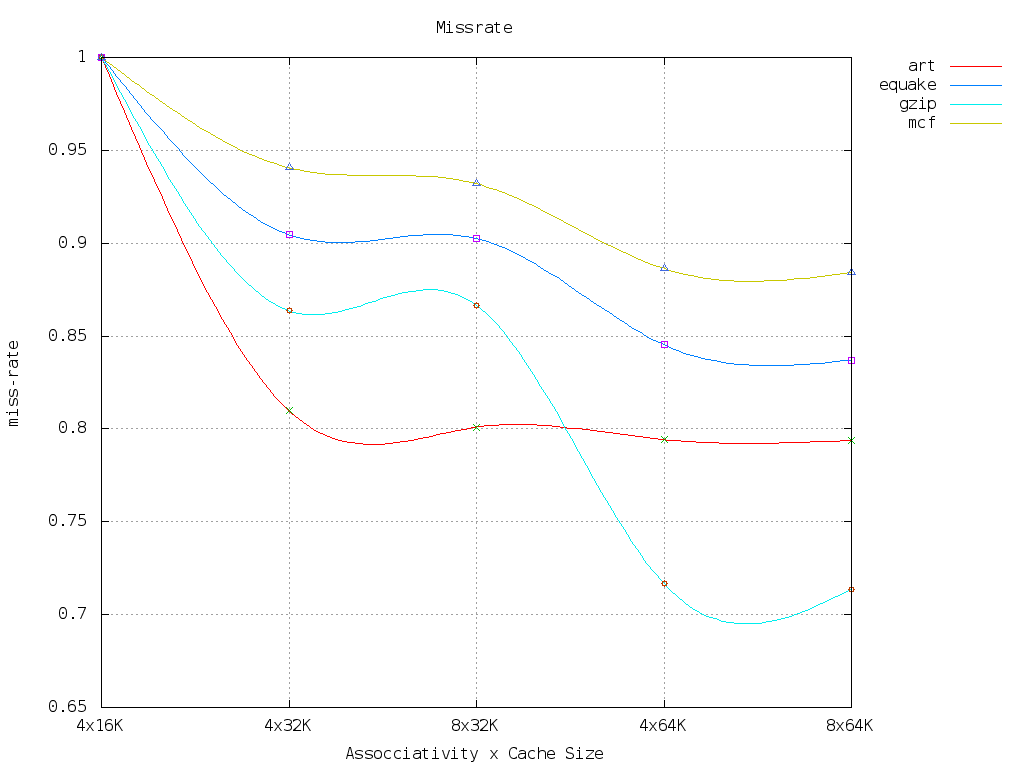 Missrate
art
equake
gzip
mcf
1
0.95
0.9
0.85
0.8
0.75
0.7
0.65
miss-rate
4x16K 4x32K 8x32K 4x64K 8x64K
Assocciativity x Cache Size